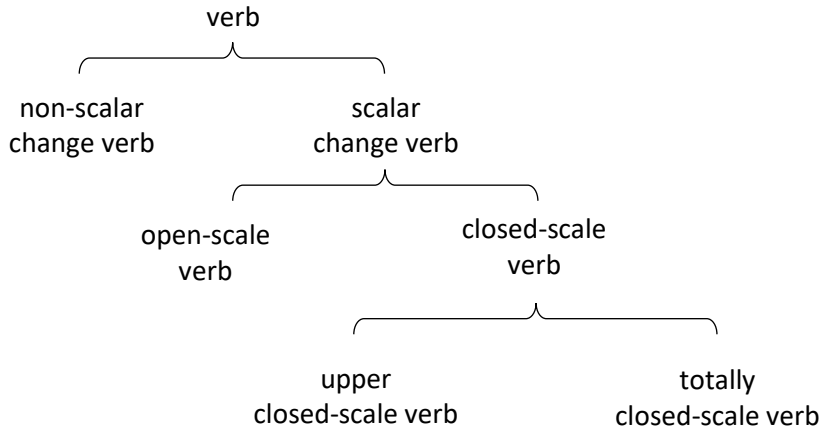 verb
non-scalar
change verb
scalar
change verb
open-scale
verb
closed-scale
verb
upper
closed-scale verb
totally
closed-scale verb